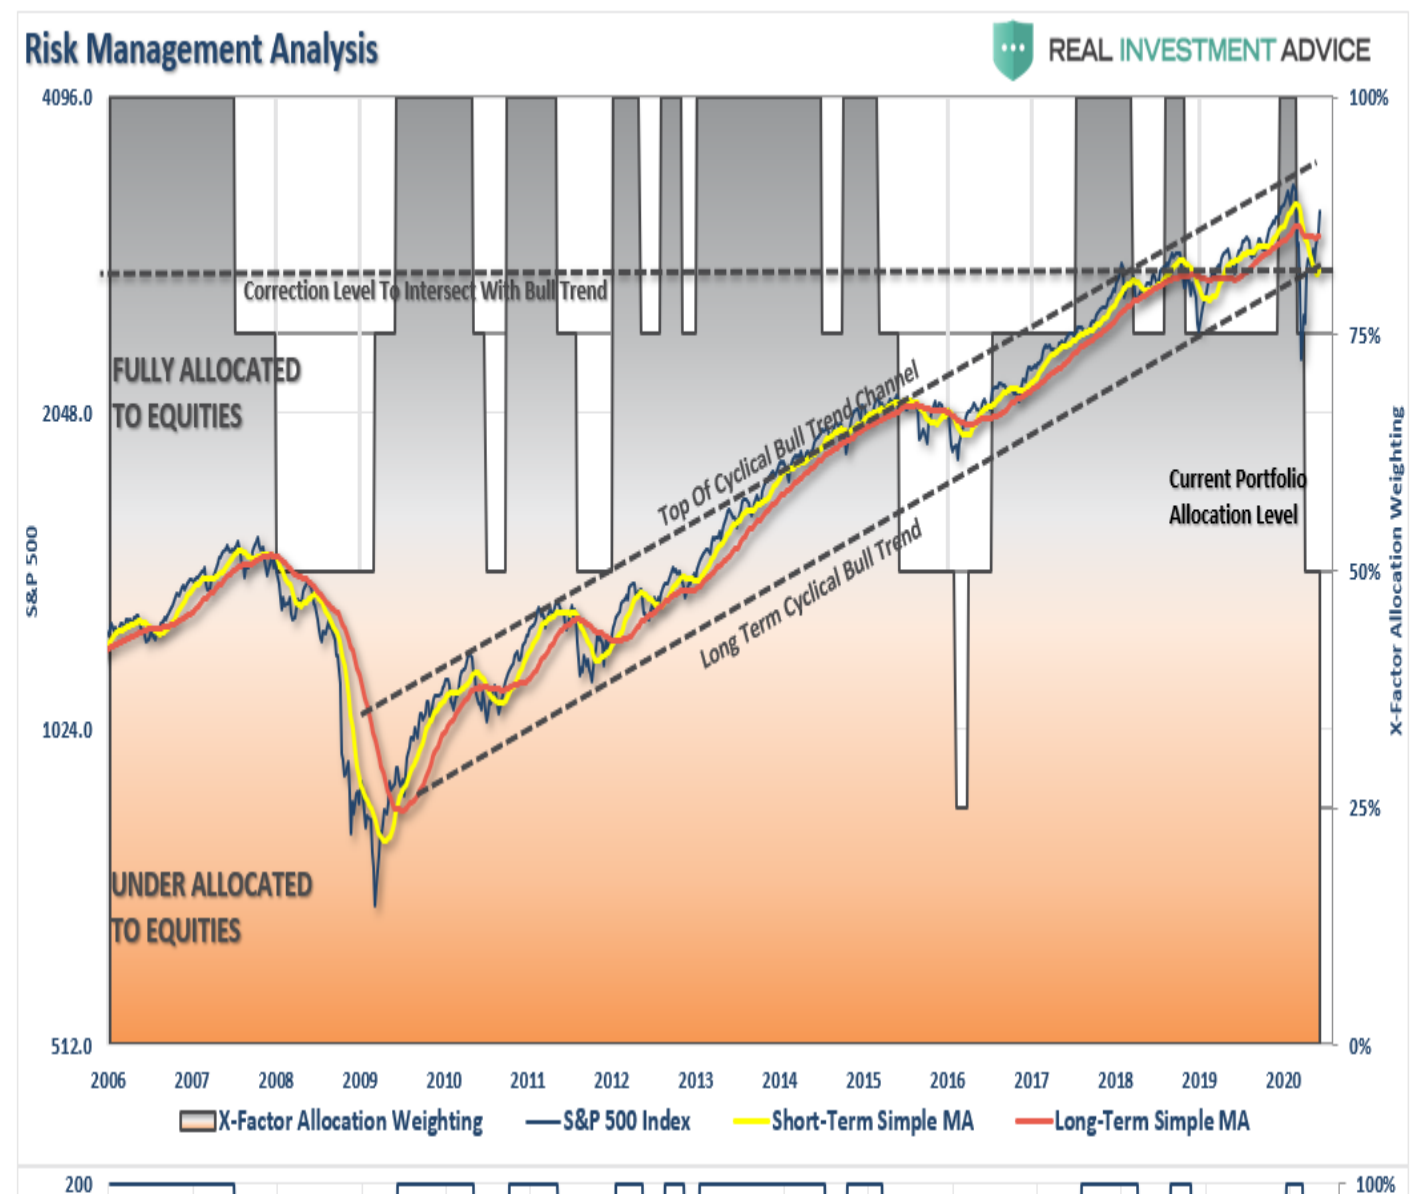 Risk Management Analysis
REAL INVESTMENT ADVICE
4096.0
100%
Correction Level To Intersect With Bull Trend
75%
FULLY ALLOCATED
TO EQUITIES
2048.0
Top Of Cyclical Bull Trend Channel
Current Portfolio
Allocation Level
S&P 500
X-Factor Allocation Weighting
50%
Long Term Cyclical Bull Trend
1024.0
25%
UNDER ALLOCATED
TO EQUITIES
512.0
0%
2006 2007 2008 2009 2010 2011 2012 2013 2014 2015 2016 2017 2018 2019 2020
X-Factor Allocation Weighting S&P 500 Index Short-Term Simple MA Long-Term Simple MA
200
100%